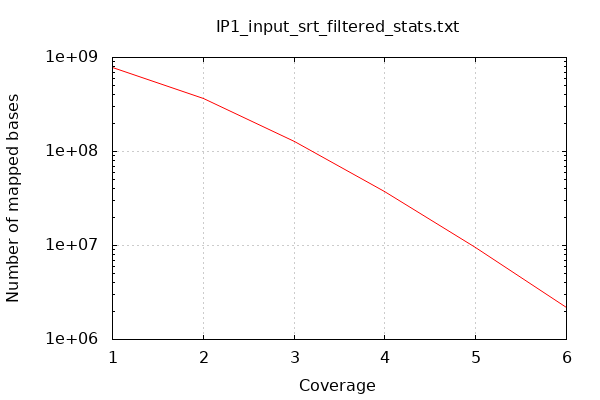 IP1_input_srt_filtered_stats.txt
Number of mapped bases
1e+09
1e+08
1e+07
1e+06
1 2 3 4 5 6
Coverage